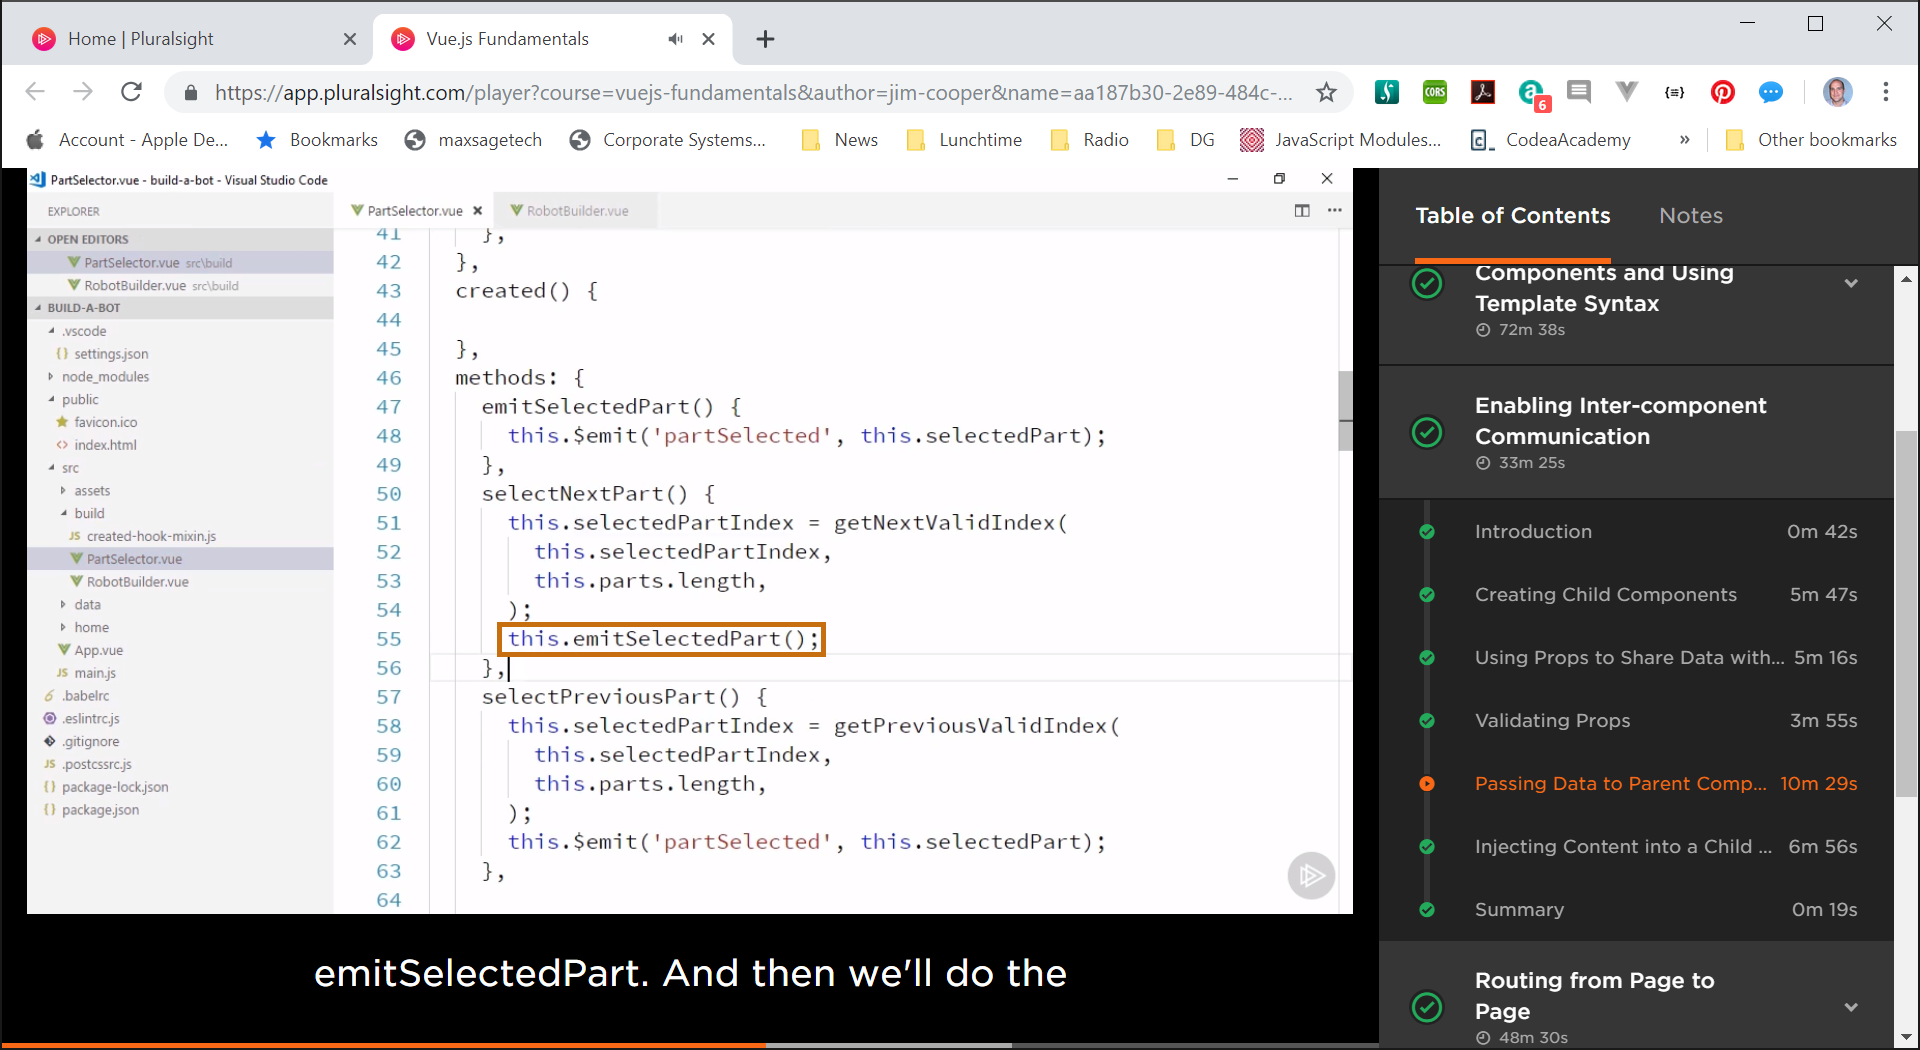 Home | Pluralsight
Vue.js Fundamentals
https://app.pluralsight.com/player?course=vuejs-fundamentals&author=jim-cooper&name=aa187b30-2e89-484c-...
CORS
6
{≡}
Account - Apple De...
Bookmarks
maxsagetech
Corporate Systems...
News
Lunchtime
Radio
DG
JavaScript Modules...
CodeaAcademy
»
Other bookmarks
PartSelector.vue - build-a-bot - Visual Studio Code
EXPLORER
OPEN EDITORS
PartSelector.vue src\build
RobotBuilder.vue src\build
BUILD-A-BOT
.vscode
{} settings.json
node_modules
public
favicon.ico
<> index.html
src
assets
build
JS created-hook-mixin.js
PartSelector.vue
RobotBuilder.vue
data
home
App.vue
JS main.js
.babelrc
.eslintrc.js
.gitignore
JS .postcssrc.js
{} package-lock.json
{} package.json
PartSelector.vue
RobotBuilder.vue
41 },
42 },
43 created() {
44
45 },
46 methods: {
47 emitSelectedPart() {
48 this.$emit('partSelected', this.selectedPart);
49 },
50 selectNextPart() {
51 this.selectedPartIndex = getNextValidIndex(
52 this.selectedPartIndex,
53 this.parts.length,
54 );
55 this.emitSelectedPart();
56 },
57 selectPreviousPart() {
58 this.selectedPartIndex = getPreviousValidIndex(
59 this.selectedPartIndex,
60 this.parts.length,
61 );
62 this.$emit('partSelected', this.selectedPart);
63 },
64
emitSelectedPart. And then we'll do the
Table of Contents
Notes
Components and Using
Template Syntax
72m 38s
Enabling Inter-component
Communication
33m 25s
Introduction 0m 42s
Creating Child Components 5m 47s
Using Props to Share Data with... 5m 16s
Validating Props 3m 55s
Passing Data to Parent Comp... 10m 29s
Injecting Content into a Child ... 6m 56s
Summary 0m 19s
Routing from Page to
Page
48m 30s